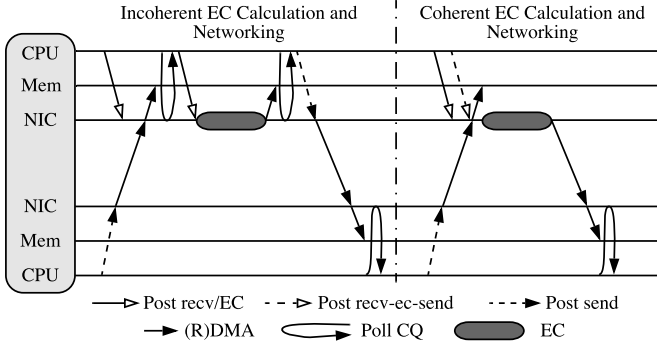 Incoherent EC Calculation and Networking
Coherent EC Calculation and Networking
CPU
Mem
NIC
NIC
Mem
CPU
Post recv/EC
Post recv-ec-send
Post send
(R)DMA
Poll CQ
EC